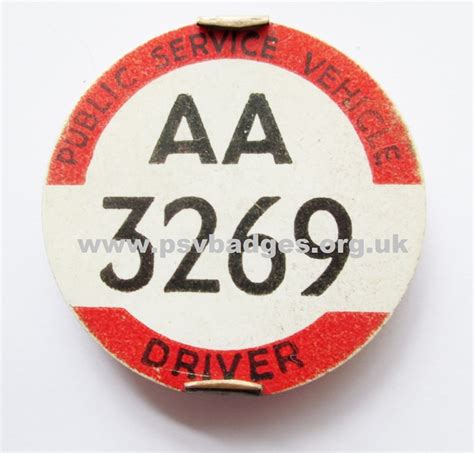 PUBLIC SERVICE VEHICLE
AA
www.psvbadges.org.uk
3269
DRIVER